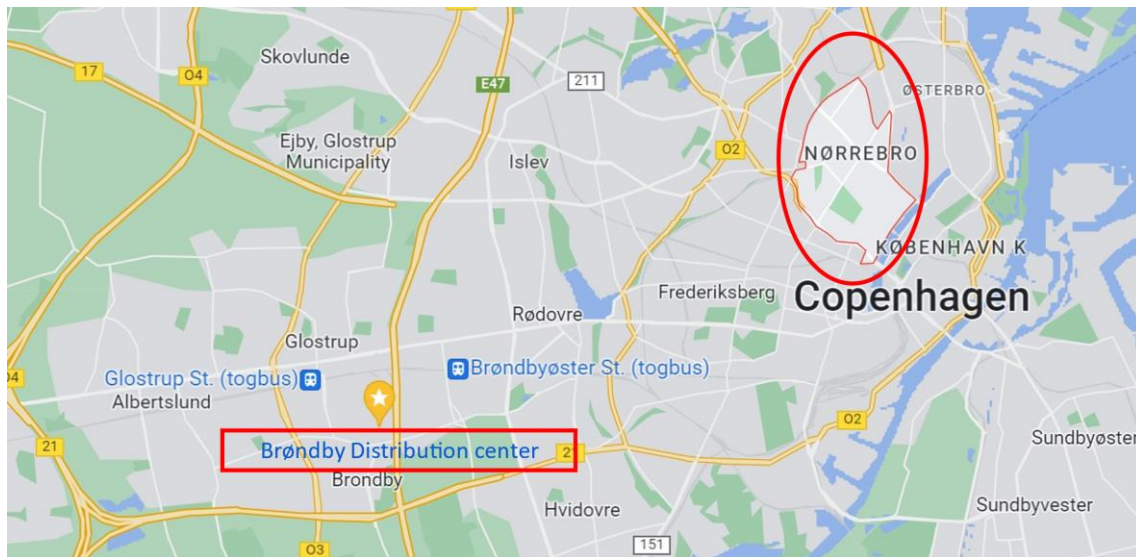 Skovlunde
17
O4
E47
211
ØSTERBRO
Ejby, Glostrup
Municipality
Islev
O2
NØRREBRO
KØBENHAVN K
Frederiksberg
Copenhagen
Rødovre
Glostrup
Glostrup St. (togbus)
Brøndbyøster St. (togbus)
O4
Albertslund
O2
21
Brøndby Distribution center
Sundbyøster
Brondby
Hvidovre
Sundbyvester
O3
151